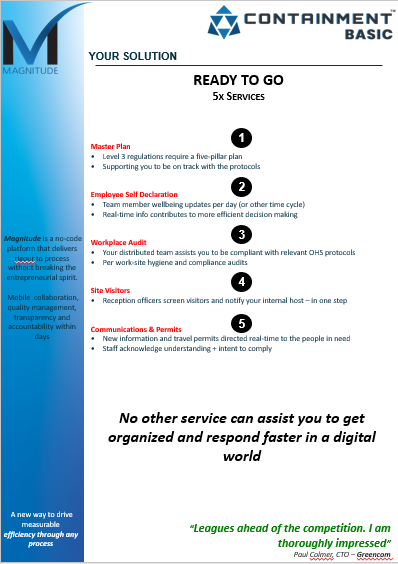 MAGNITUDE
CONTAINMENT™
BASIC
YOUR SOLUTION
READY TO GO
5x SERVICES
1
Master Plan
• Level 3 regulations require a five-pillar plan
• Supporting you to be on track with the protocols
2
Employee Self Declaration
• Team member wellbeing updates per day (or other time cycle)
• Real-time info contributes to more efficient decision making
3
Workplace Audit
• Your distributed team assists you to be compliant with relevant OHS protocols
• Per work-site hygiene and compliance audits
4
Site Visitors
• Reception officers screen visitors and notify your internal host – in one step
5
Communications & Permits
• New information and travel permits directed real-time to the people in need
• Staff acknowledge understanding + intent to comply
Magnitude is a no-code
platform that delivers
rigour to process
without breaking the
entrepreneurial spirit.
Mobile collaboration,
quality management,
transparency and
accountability within
days
No other service can assist you to get
organized and respond faster in a digital
world
A new way to drive
measurable
efficiency through any
process
"Leagues ahead of the competition. I am
thoroughly impressed"
Paul Colmer, CTO – Greencom